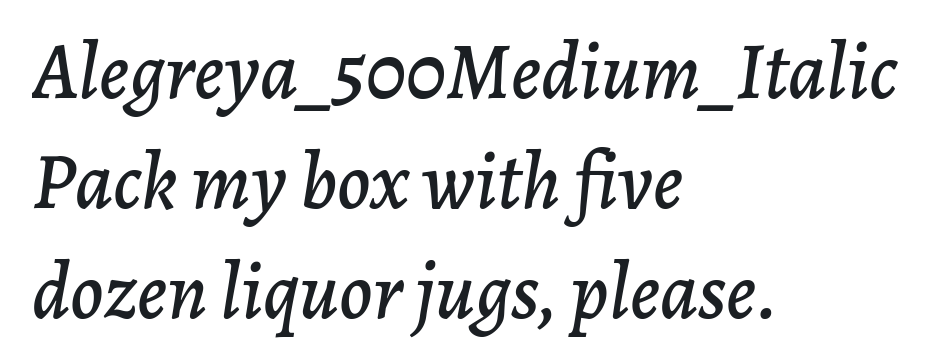 Alegreya_500Medium_Italic
Pack my box with five
dozen liquor jugs, please.